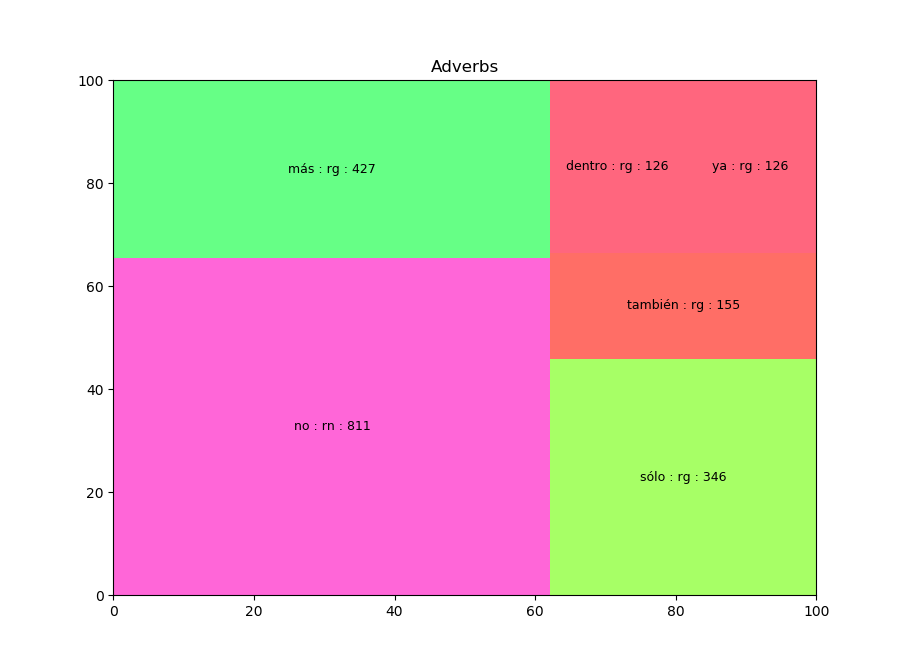 Adverbs
100
80
60
40
20
0
más : rg : 427
dentro : rg : 126
ya : rg : 126
también : rg : 155
no : rn : 811
sólo : rg : 346
0 20 40 60 80 100